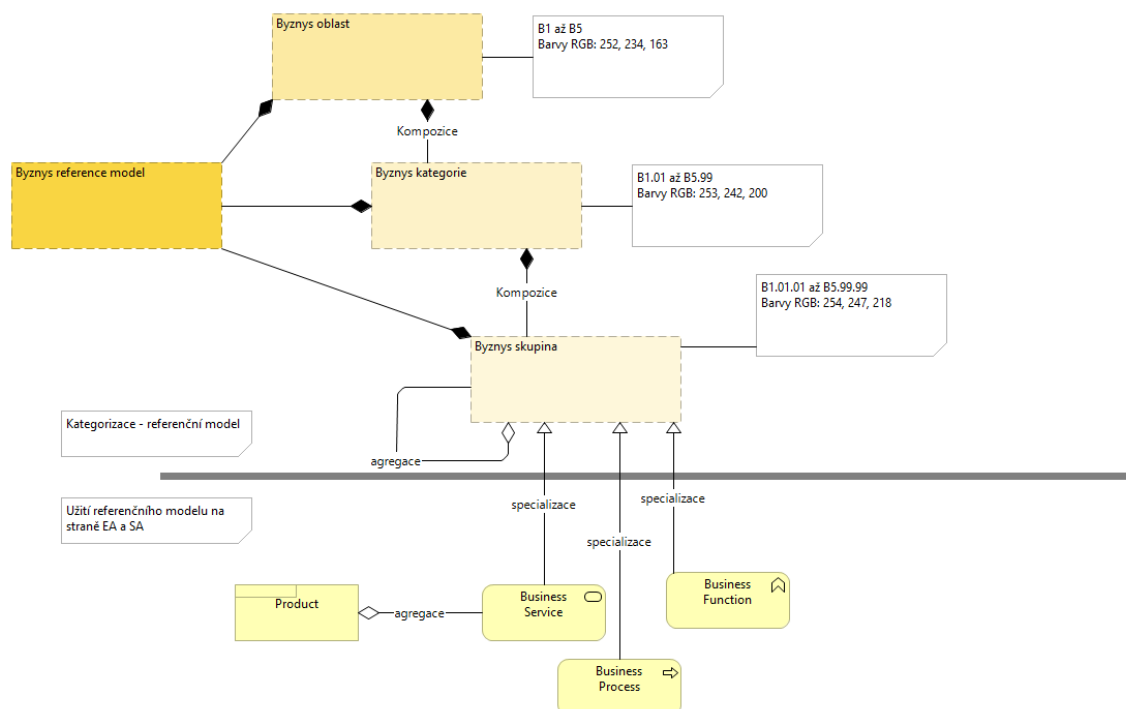 Byznys oblast
B1 až B5
Barvy RGB: 252, 234, 163
Kompozice
Byznys reference model
Byznys kategorie
B1.01 až B5.99
Barvy RGB: 253, 242, 200
Kompozice
B1.01.01 až B5.99.99
Barvy RGB: 254, 247, 218
Byznys skupina
Kategorizace - referenční model
agregace
Užití referenčního modelu na
straně EA a SA
specializace
specializace
specializace
Product
agregace
Business
Service
Business
Function
Business
Process